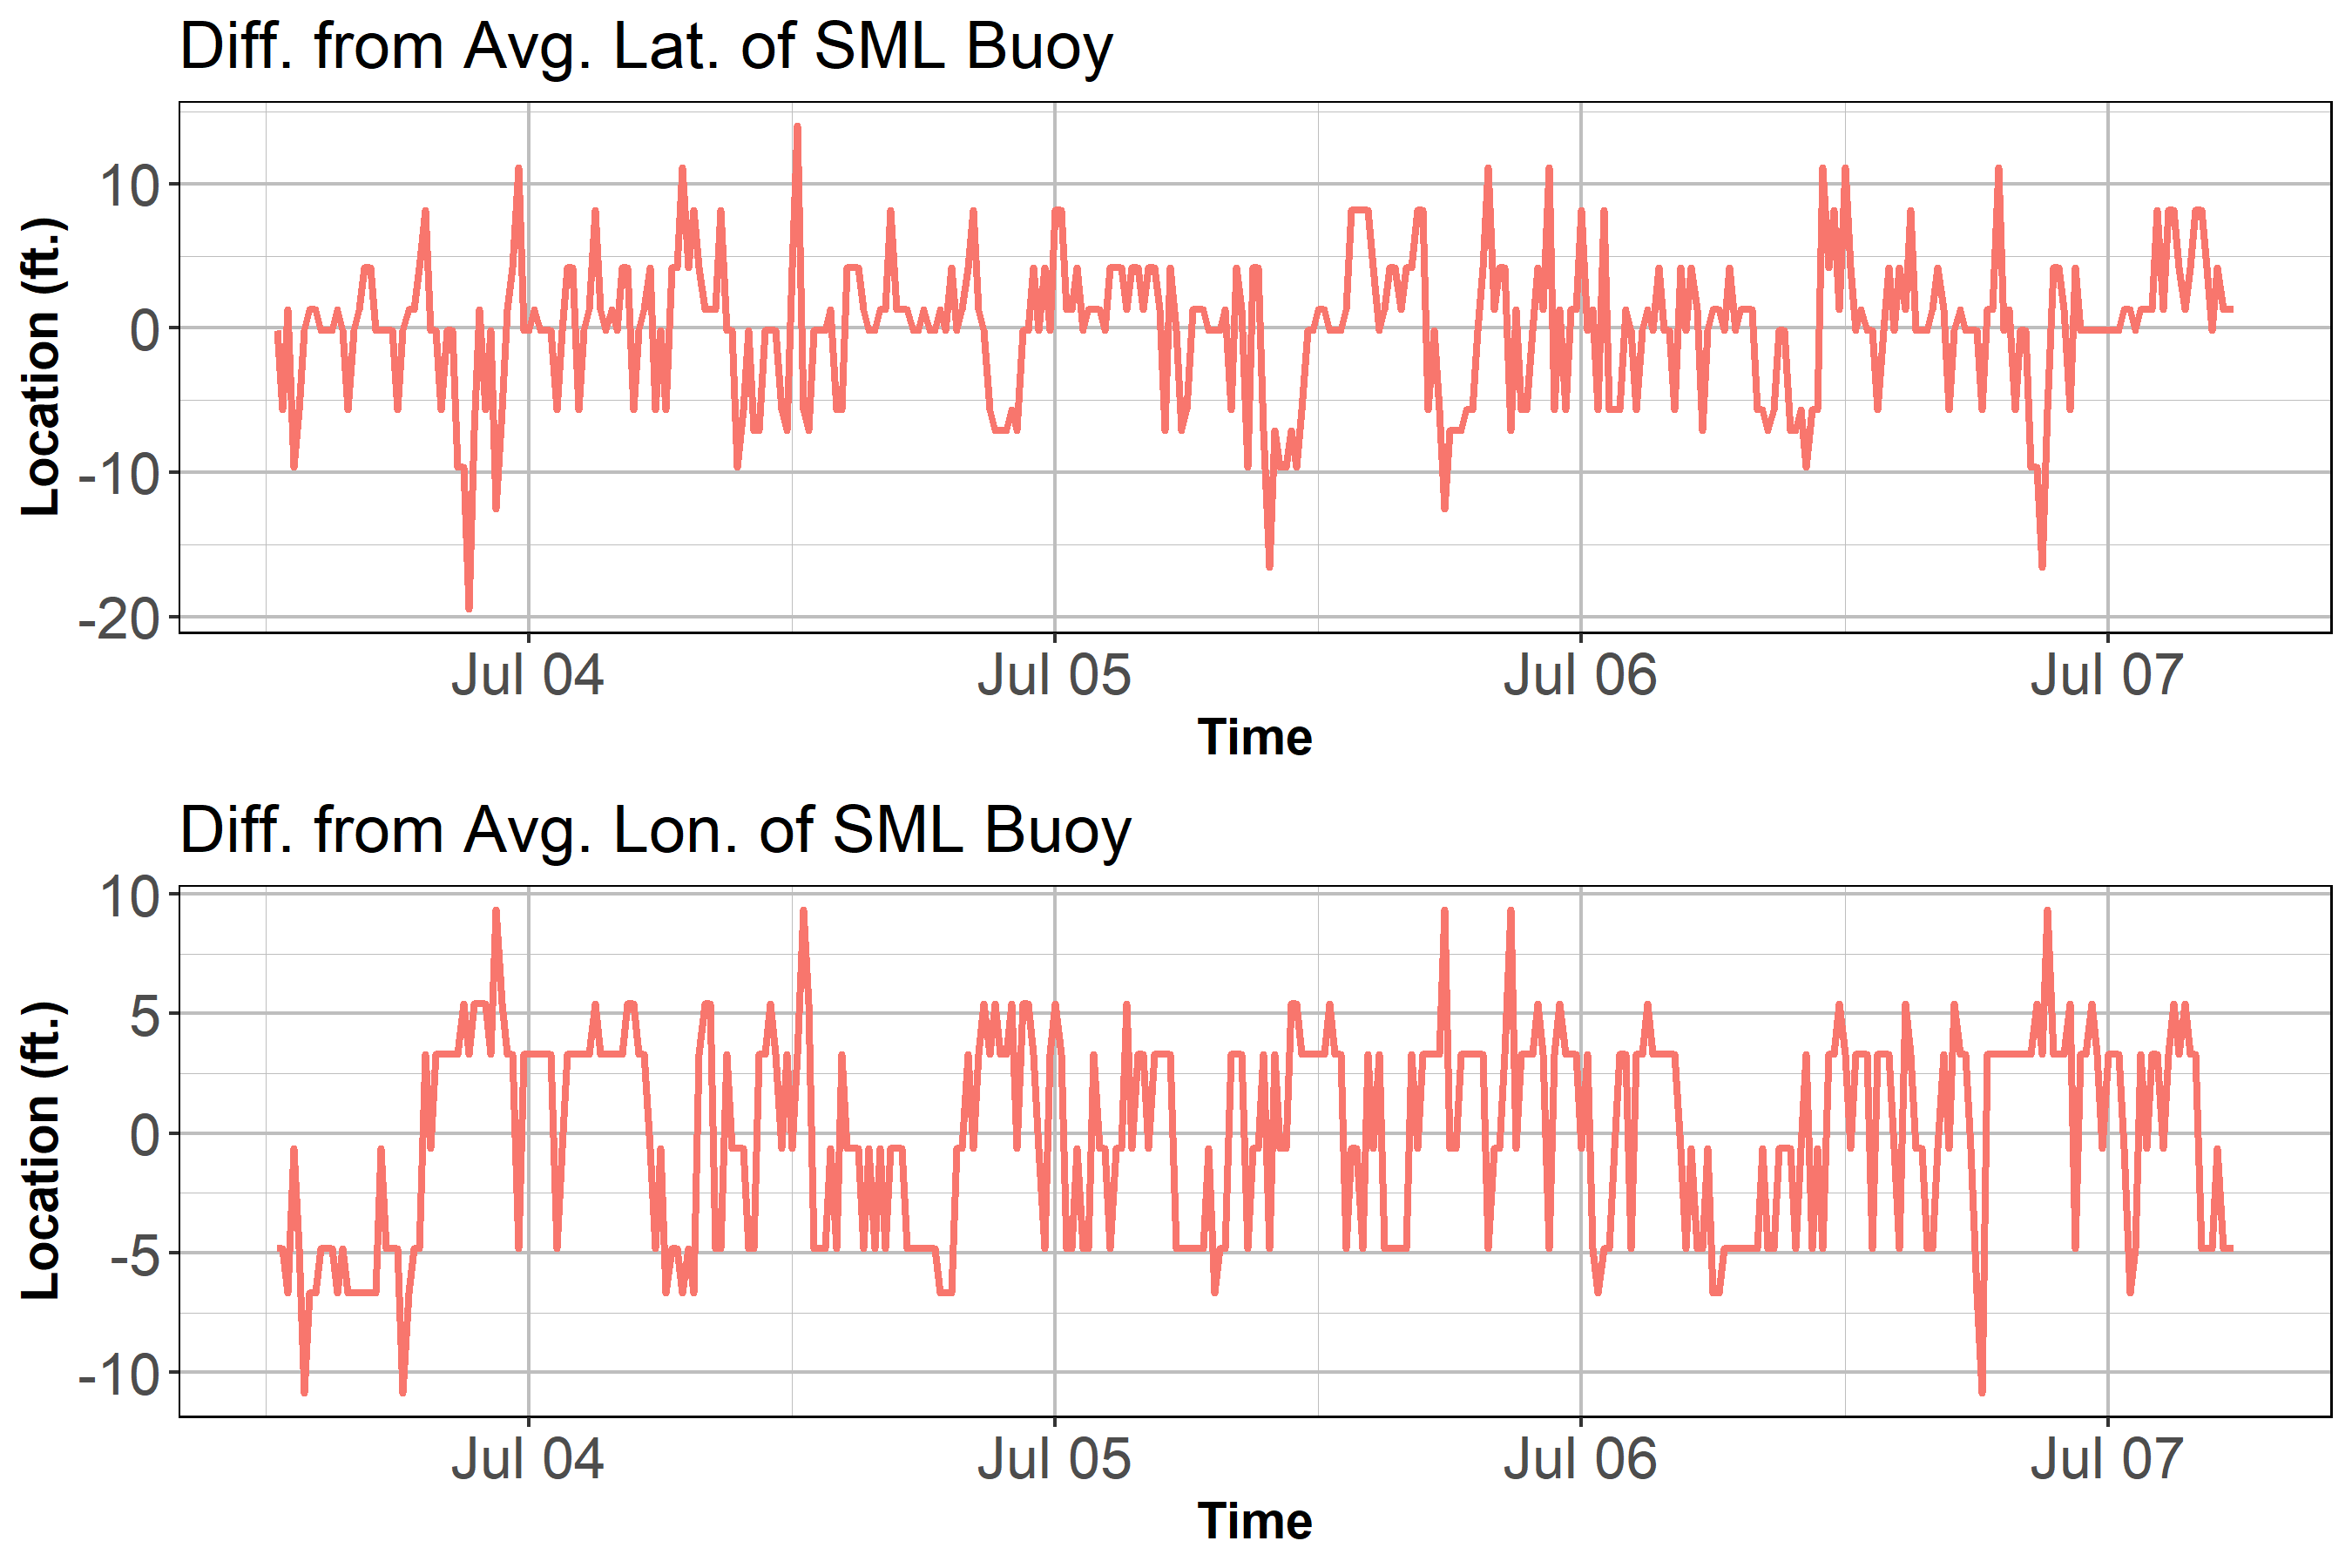 Diff. from Avg. Lat. of SML Buoy
Location (ft.)
10
0
-10
-20
Jul 04 Jul 05 Jul 06 Jul 07
Time
Diff. from Avg. Lon. of SML Buoy
Location (ft.)
10
5
0
-5
-10
Jul 04 Jul 05 Jul 06 Jul 07
Time